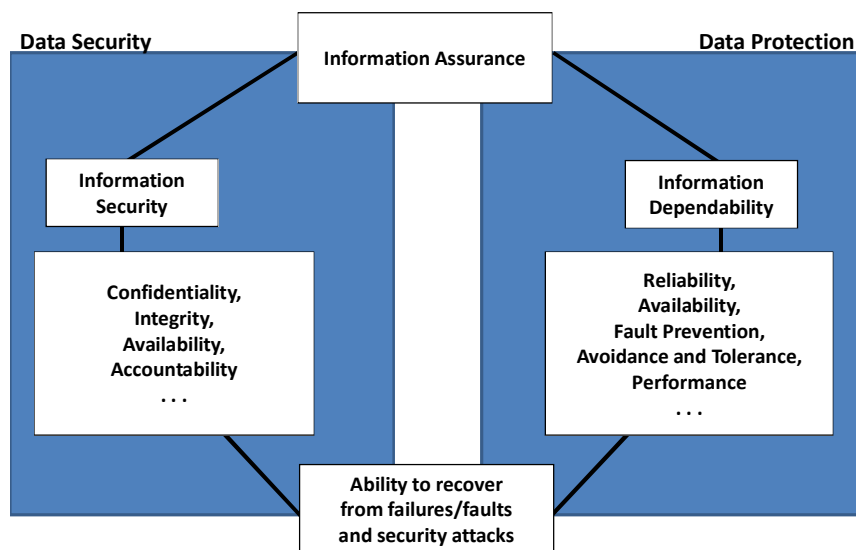 Data Security
Information Assurance
Data Protection
Information
Security
Information
Dependability
Confidentiality,
Integrity,
Availability,
Accountability
. . .
Reliability,
Availability,
Fault Prevention,
Avoidance and Tolerance,
Performance
. . .
Ability to recover
from failures/faults
and security attacks